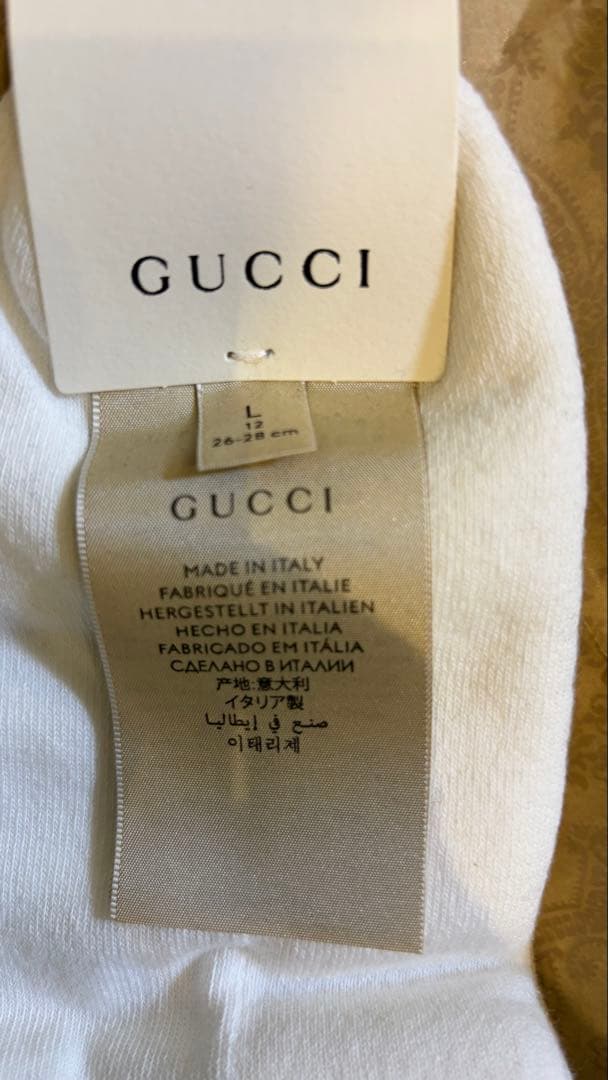 GUCCI
L
12
26-28 cm
GUCCI
MADE IN ITALY
FABRIQUÉ EN ITALIE
HERGESTELLT IN ITALIEN
HECHO EN ITALIA
FABRICADO EM ITÁLIA
СДЕЛАНО В ИТАЛИИ
产地:意大利
イタリア製
صنع في إيطاليا
이태리제